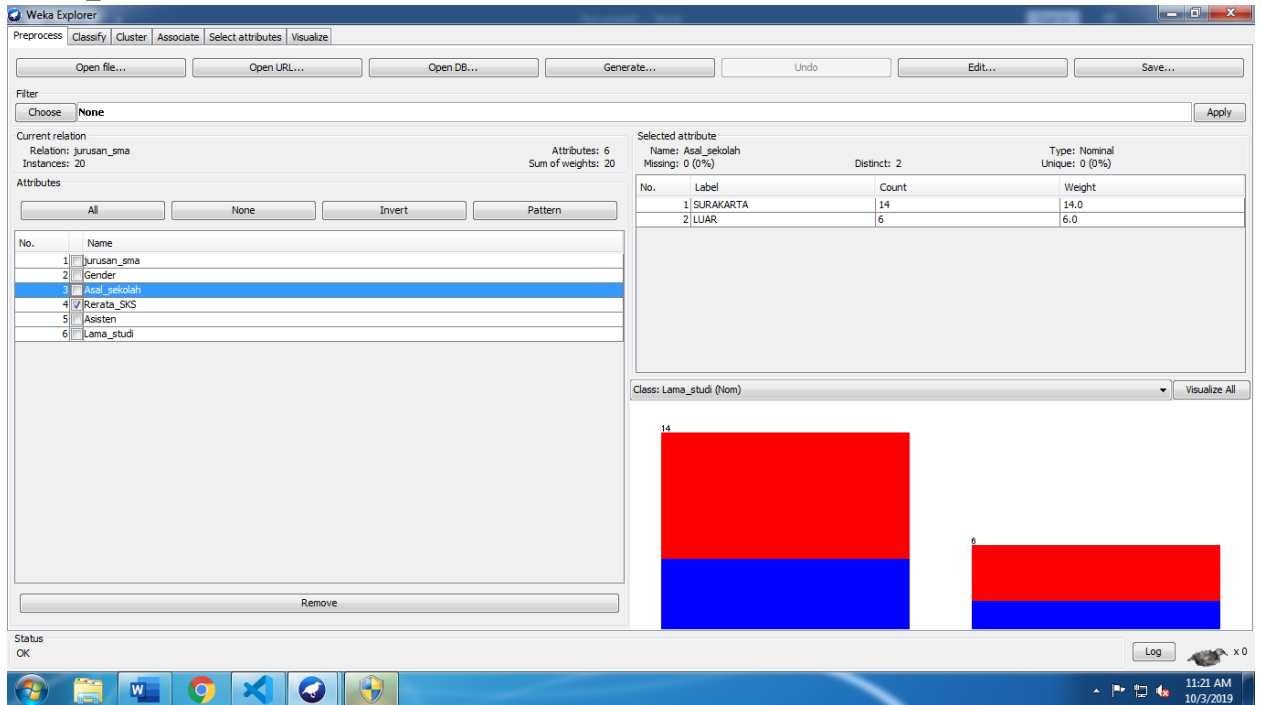 Weka Explorer
Preprocess Classify Cluster Associate Select attributes Visualize
Open file... Open URL... Open DB... Generate... Undo Edit... Save...
Filter
Choose None Apply
Current relation
Relation: jurusan_sma Attributes: 6
Instances: 20 Sum of weights: 20
Attributes
All None Invert Pattern
No. Name
1 jurusan_sma
2 Gender
3 Asal_sekolah
4 Rerata_SKS
5 Asisten
6 Lama_studi
Remove
Selected attribute
Name: Asal_sekolah Type: Nominal
Missing: 0 (0%) Distinct: 2 Unique: 0 (0%)
No. Label Count Weight
1 SURAKARTA 14 14.0
2 LUAR 6 6.0
Class: Lama_studi (Nom) Visualize All
14
6
Status
OK
Log x 0
W
11:21 AM
10/3/2019